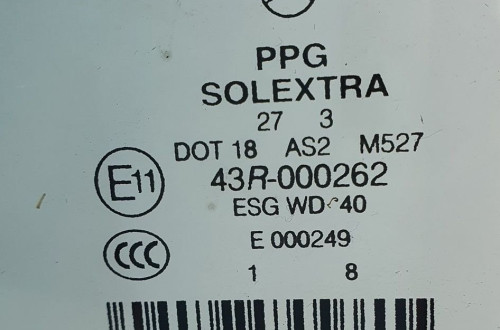 PPG
SOLEXTRA
27 3
DOT 18 AS2 M527
E11 43R-000262
ESG WD 40
CCC E 000249
1 8